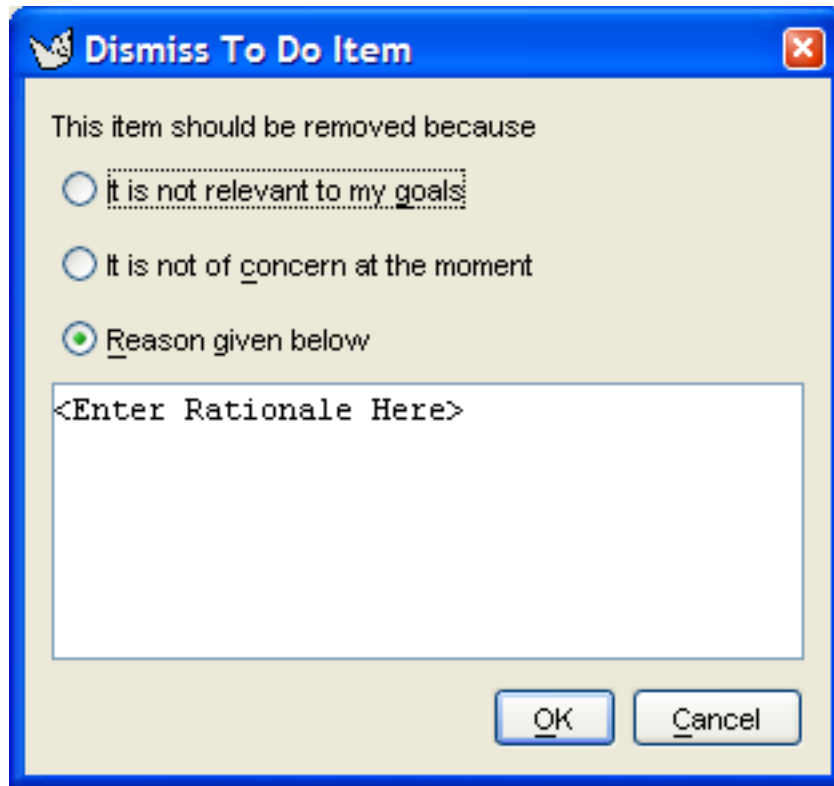 Dismiss To Do Item
This item should be removed because
It is not relevant to my goals
It is not of concern at the moment
Reason given below
<Enter Rationale Here>
OK Cancel